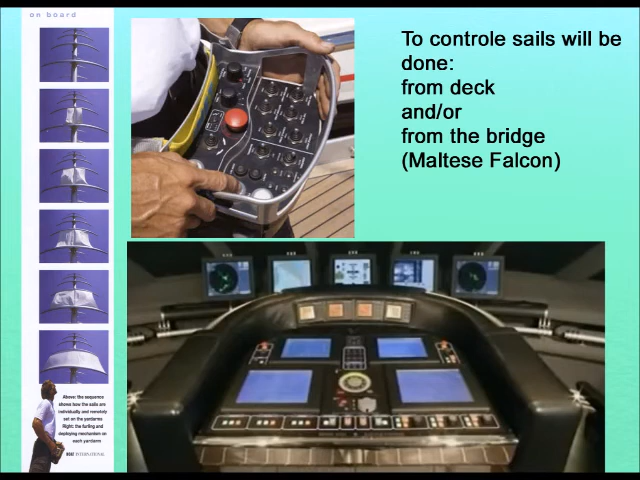 on board
To controle sails will be
done:
from deck
and/or
from the bridge
(Maltese Falcon)
Above: the sequence
shows how the sails are
individually and remotely
set on the yardarms
Right: the furling and
deploying mechanism on
each yardarm
BOAT INTERNATIONAL